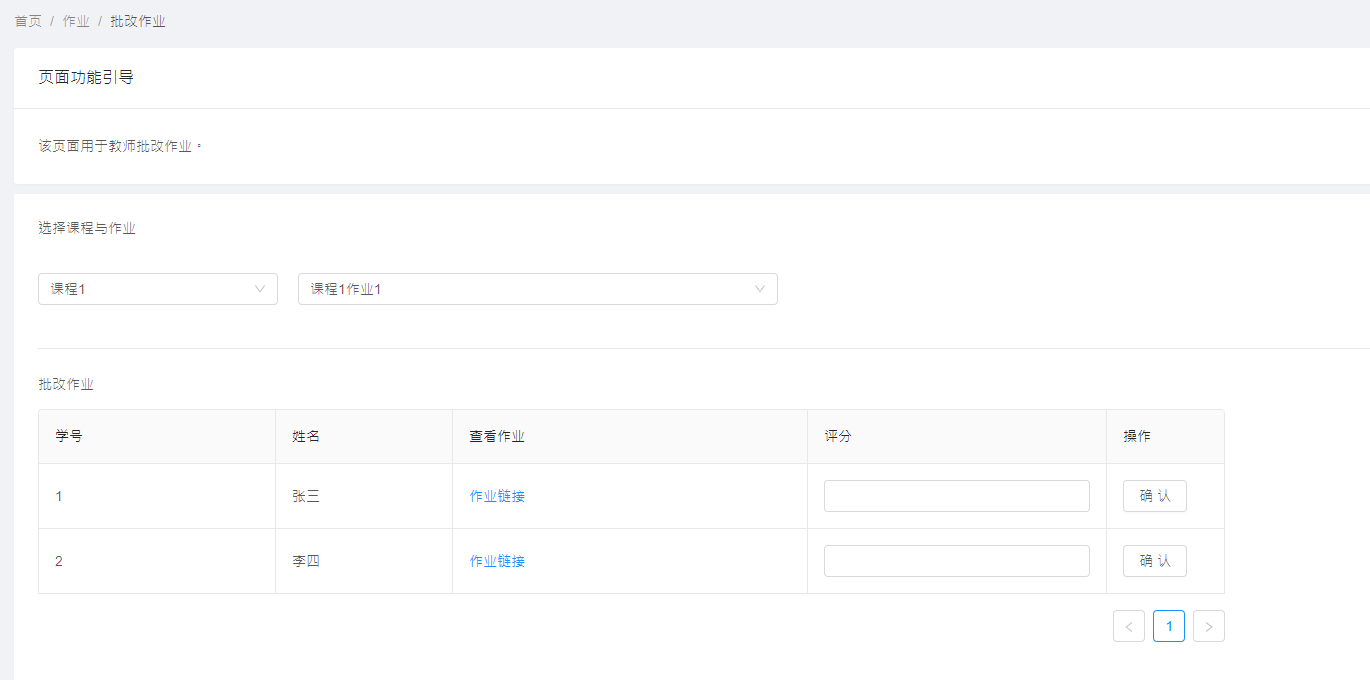 首页 / 作业 / 批改作业
页面功能引导
该页面用于教师批改作业。
选择课程与作业
课程1 课程1作业1
批改作业
学号 姓名 查看作业 评分 操作
1 张三 作业链接 确 认
2 李四 作业链接 确 认
< 1 >